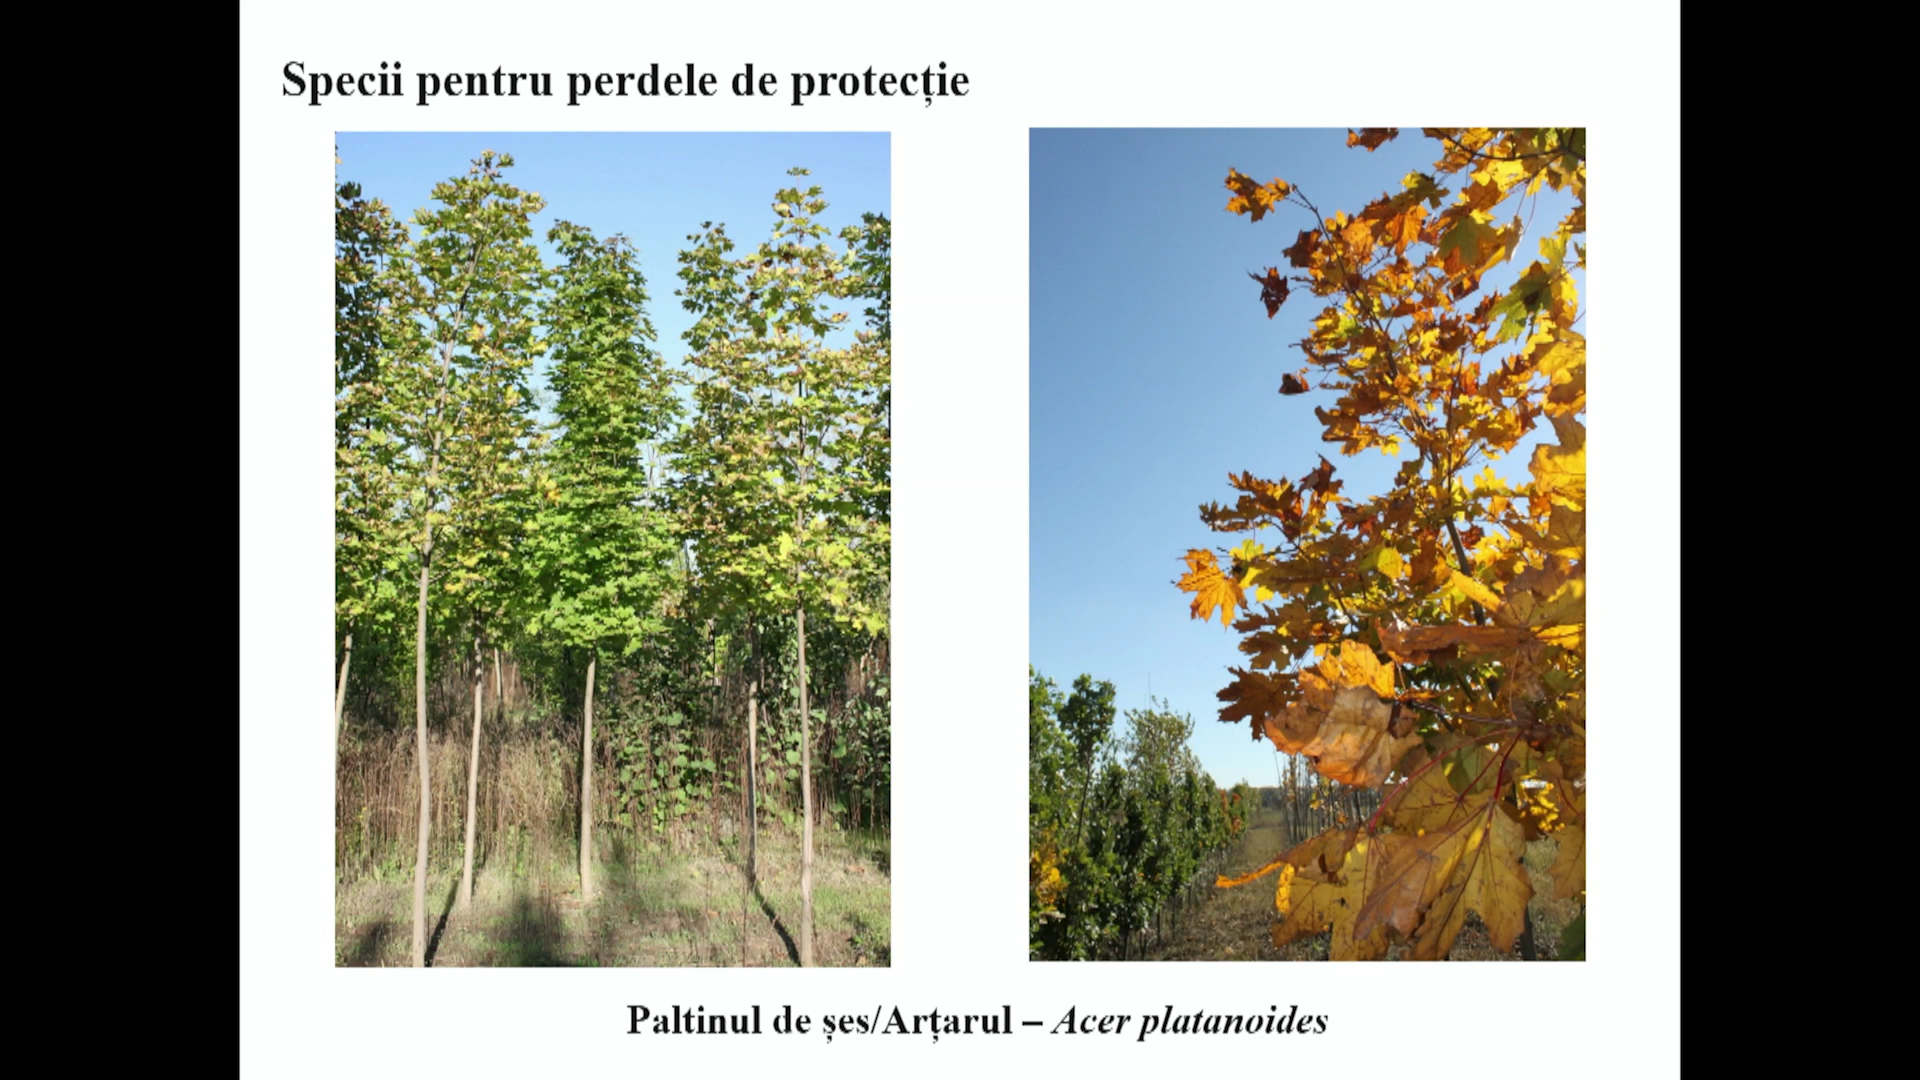 Specii pentru perdele de protecție
Paltinul de șes/Arțarul – Acer platanoides